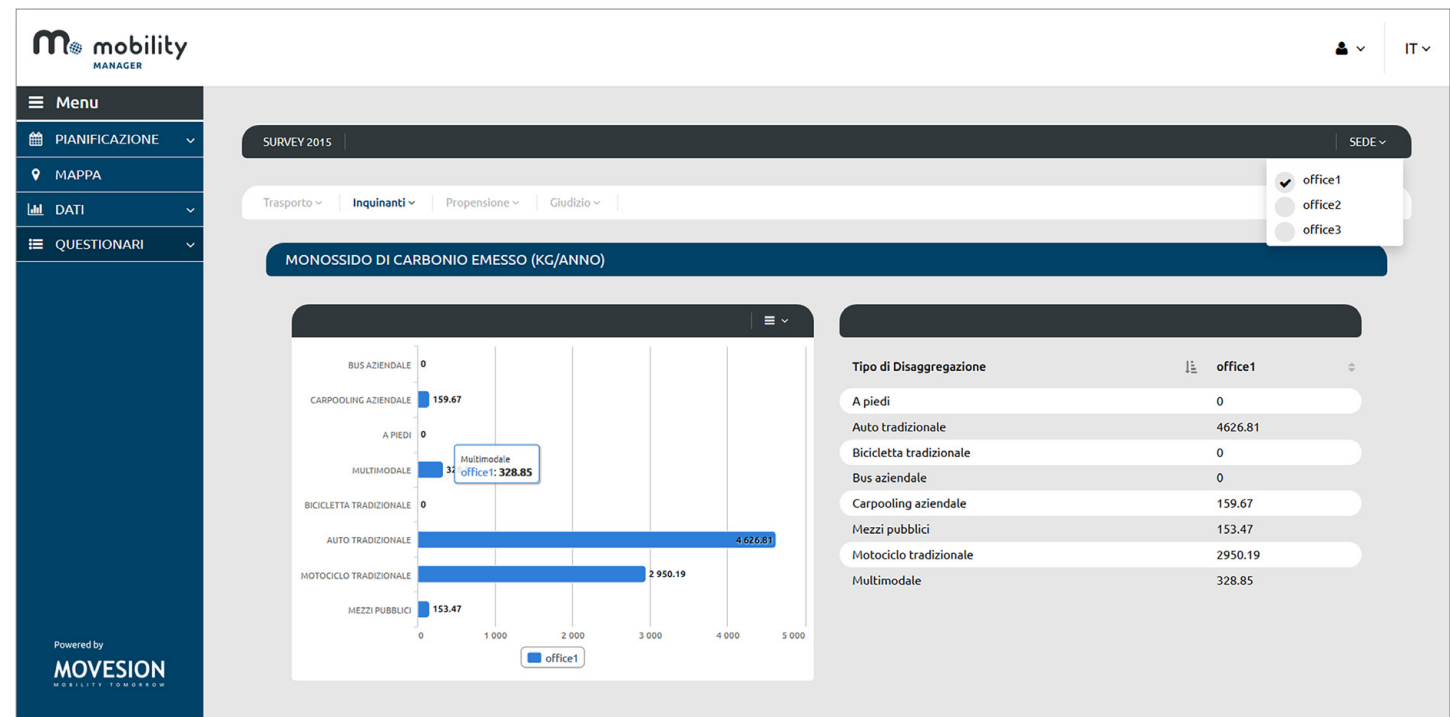 mo mobility
MANAGER
IT
Menu
PIANIFICAZIONE
MAPPA
DATI
QUESTIONARI
SURVEY 2015
SEDE
office1
office2
office3
Trasporto Inquinanti Propensione Giudizio
MONOSSIDO DI CARBONIO EMESSO (KG/ANNO)
BUS AZIENDALE 0
CARPOOLING AZIENDALE 159.67
A PIEDI 0
MULTIMODALE 32
Multimodale
office1: 328.85
BICICLETTA TRADIZIONALE 0
AUTO TRADIZIONALE 4 626.81
MOTOCICLO TRADIZIONALE 2 950.19
MEZZI PUBBLICI 153.47
0 1 000 2 000 3 000 4 000 5 000
office1
Tipo di Disaggregazione office1
A piedi 0
Auto tradizionale 4626.81
Bicicletta tradizionale 0
Bus aziendale 0
Carpooling aziendale 159.67
Mezzi pubblici 153.47
Motociclo tradizionale 2950.19
Multimodale 328.85
Powered by
MOVESION
MOBILITY TOMORROW